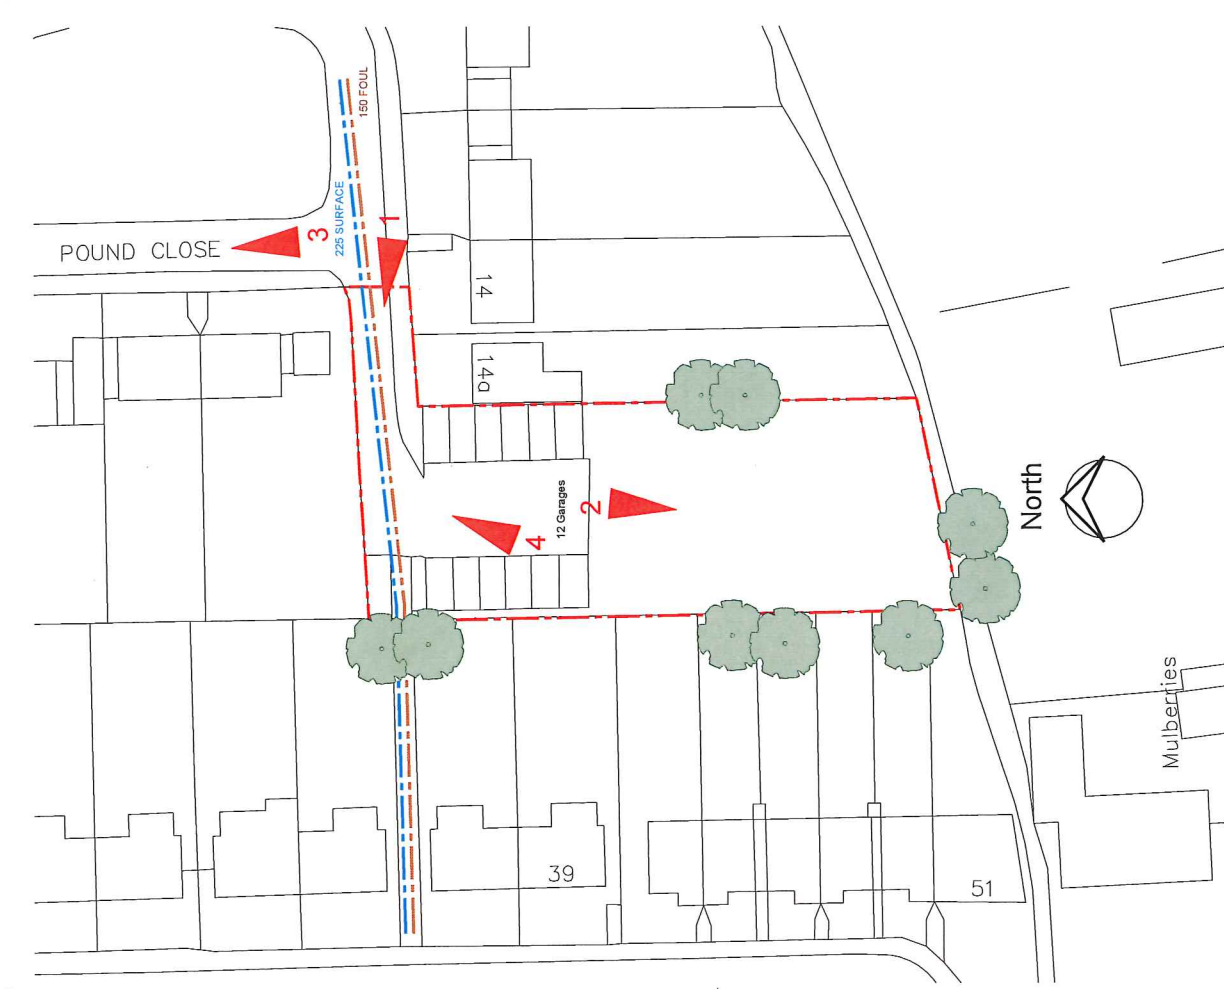 150 FOUL
225 SURFACE
1
3
POUND CLOSE
14
14a
North
12 Garages
2
4
Mulberries
39
51